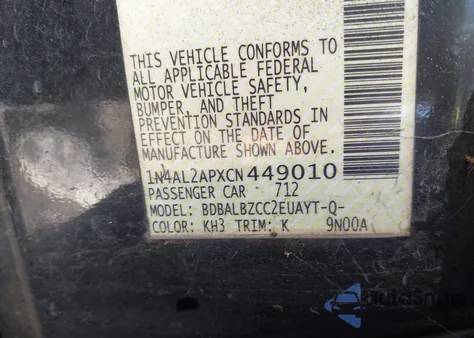 THIS VEHICLE CONFORMS TO
ALL APPLICABLE FEDERAL
MOTOR VEHICLE SAFETY,
BUMPER, AND THEFT
PREVENTION STANDARDS IN
EFFECT ON THE DATE OF
MANUFACTURE SHOWN ABOVE.
1N4AL2APXCN449010
PASSENGER CAR 712
MODEL: BDBALBZCC2EUAYT-Q-
COLOR: KH3 TRIM: K 9N00A
AutoSnap